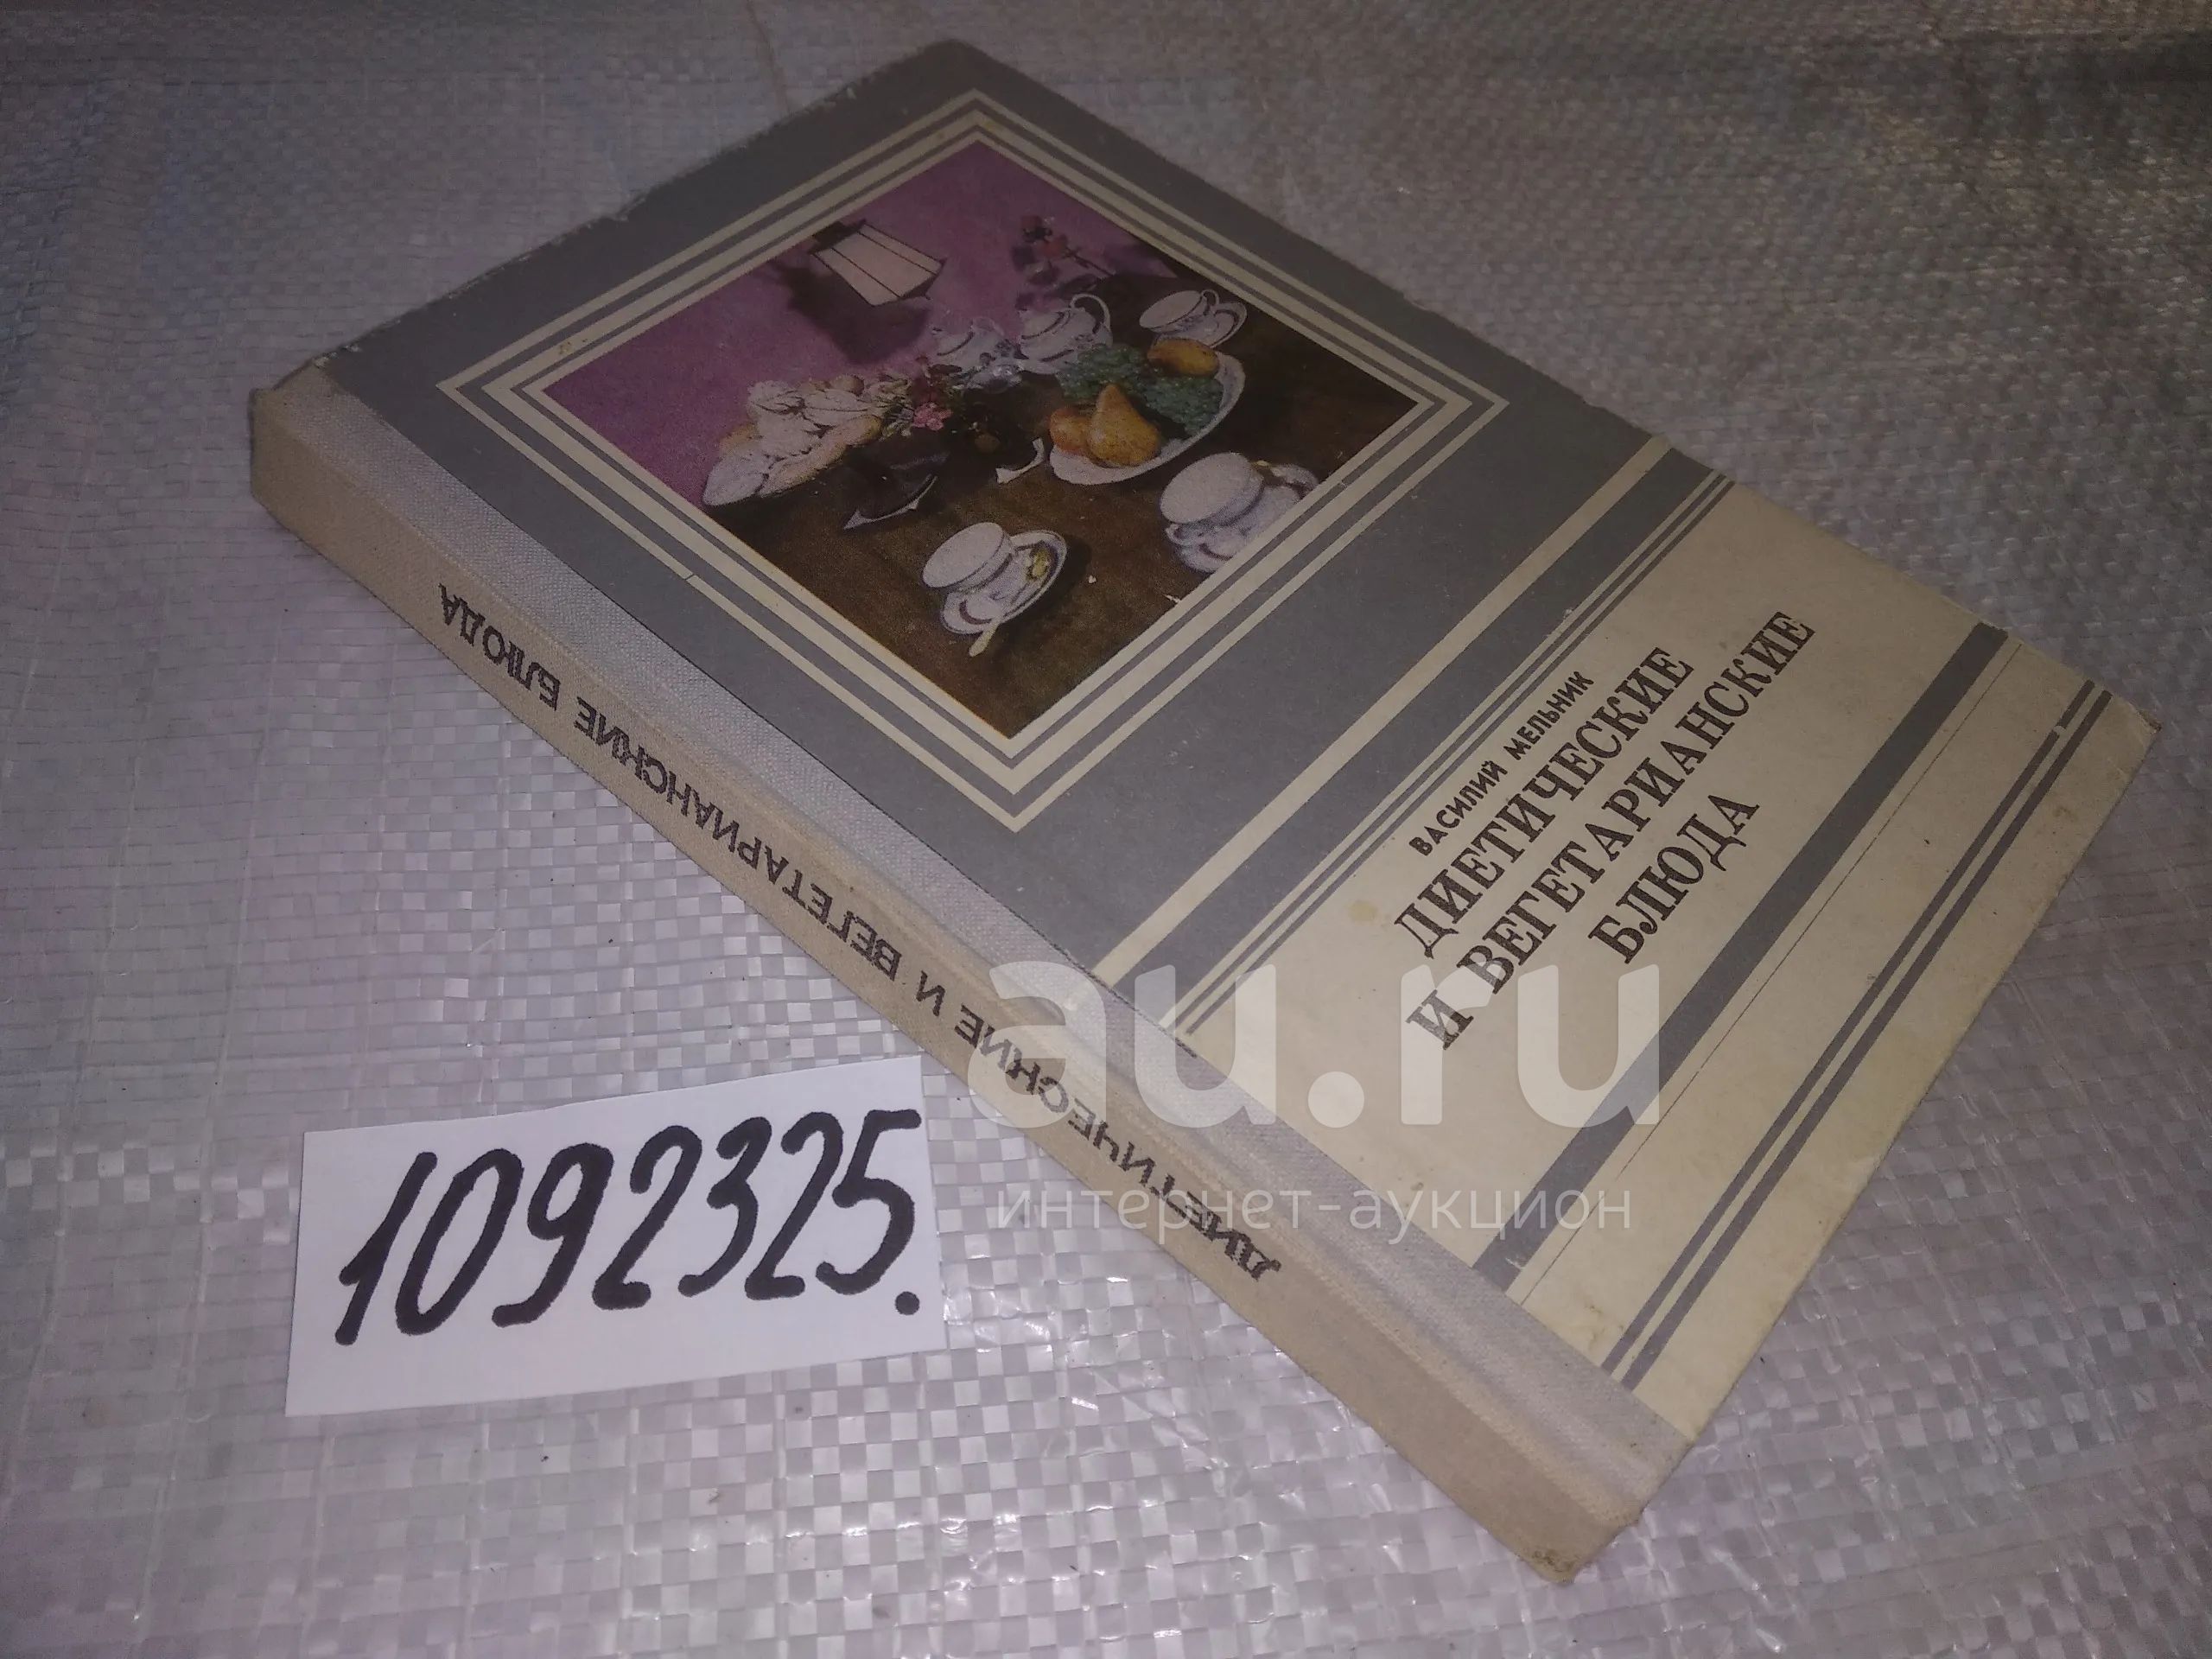 ВАСИЛИЙ МЕЛЬНИК
ДИЕТИЧЕСКИЕ
И ВЕГЕТАРИАНСКИЕ
БЛЮДА
ДИЕТИЧЕСКИЕ И ВЕГЕТАРИАНСКИЕ БЛЮДА
1092325.
au.ru
интернет-аукцион